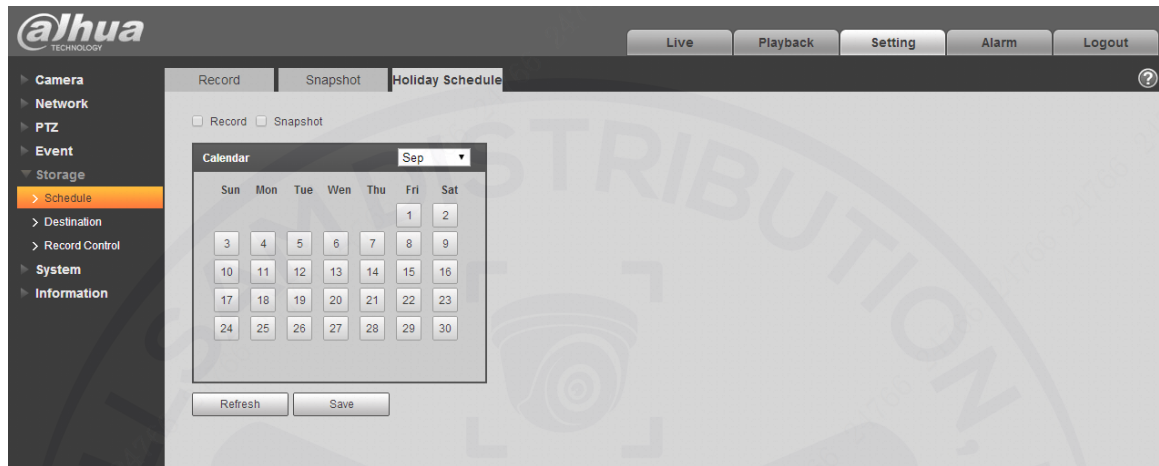 alhua
TECHNOLOGY
Live Playback Setting Alarm Logout
Camera
Network
PTZ
Event
Storage
> Schedule
> Destination
> Record Control
System
Information
Record Snapshot Holiday Schedule ?
Record Snapshot
Calendar Sep
Sun Mon Tue Wen Thu Fri Sat
1 2
3 4 5 6 7 8 9
10 11 12 13 14 15 16
17 18 19 20 21 22 23
24 25 26 27 28 29 30
Refresh Save
DISTRIBUTION,